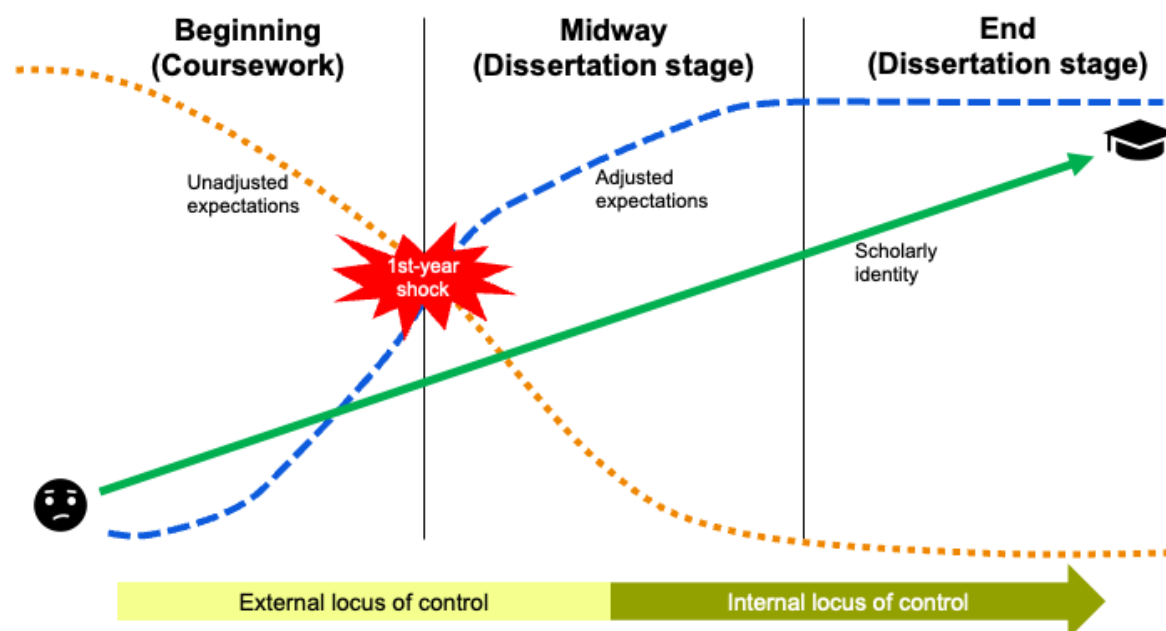 Beginning
(Coursework)
Midway
(Dissertation stage)
End
(Dissertation stage)
Unadjusted
expectations
Adjusted
expectations
1st-year
shock
Scholarly
identity
External locus of control
Internal locus of control